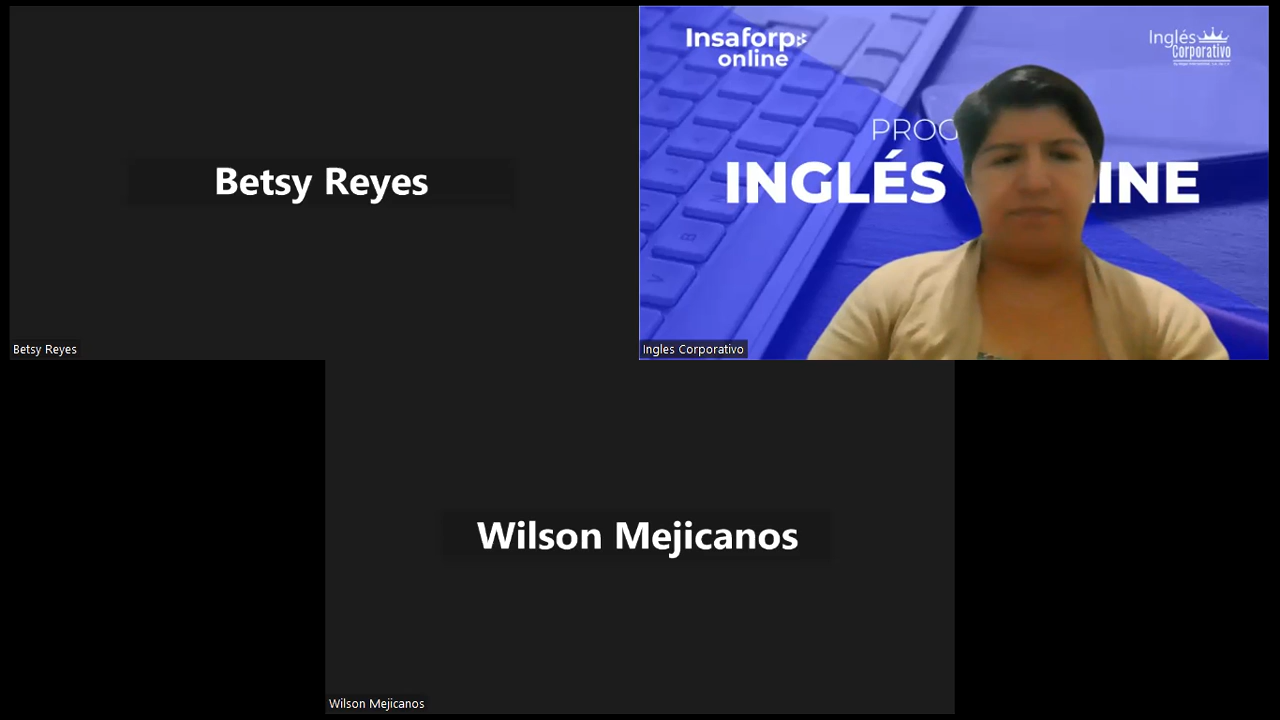 Betsy Reyes
Betsy Reyes
Insaforp
online
Inglés
Corporativo
PROG
INGLÉS INE
Ingles Corporativo
Wilson Mejicanos
Wilson Mejicanos